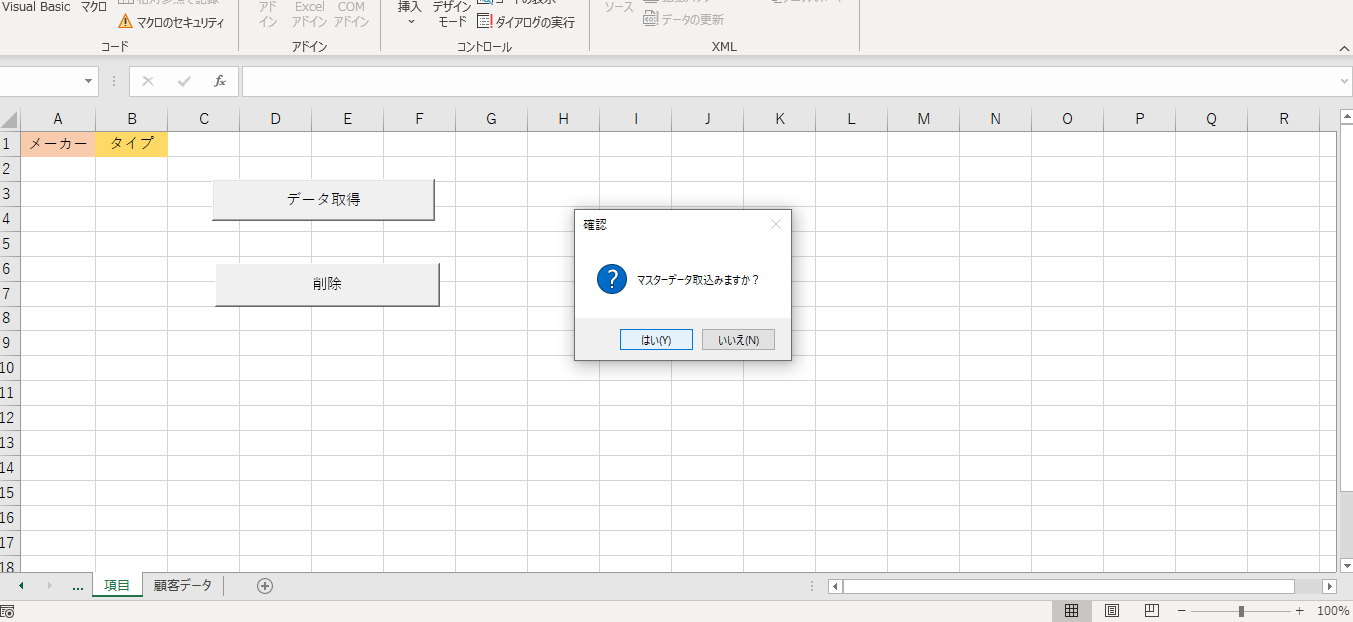 Visual Basic マクロ
マクロのセキュリティ
コード
アド
イン
Excel
アドイン
COM
アドイン
アドイン
挿入
デザイン
モード
ダイアログの実行
コントロール
ソース
データの更新
XML
fx
A B C D E F G H I J K L M N O P Q R
1 メーカー タイプ
2
3
データ取得
4
5
6
削除
7
8
9
10
11
12
13
14
15
16
17
18
確認
?
マスターデータ取込みますか？
はい(Y) いいえ(N)
... 項目 顧客データ
100%